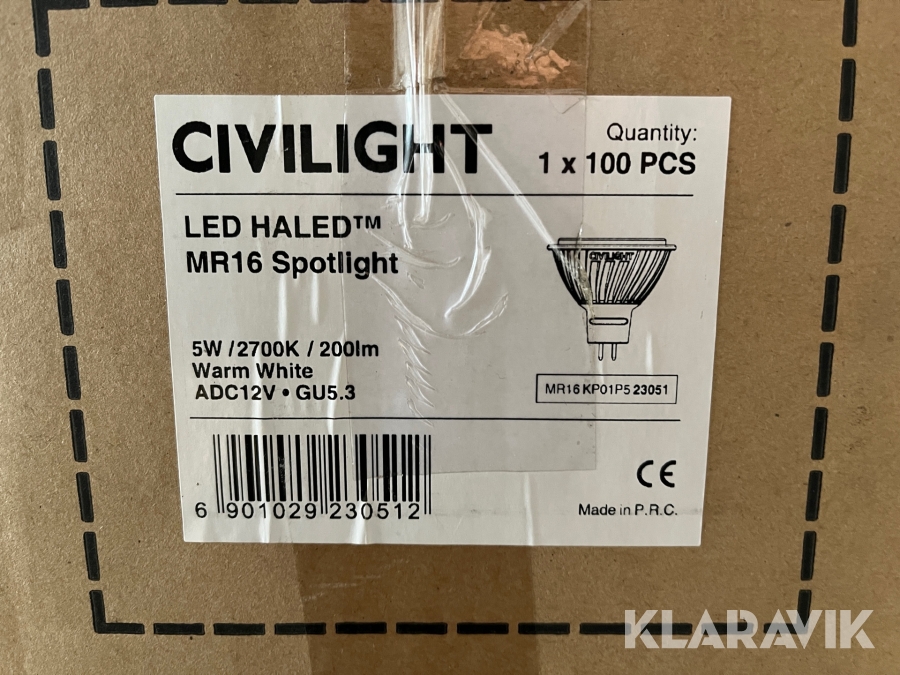 CIVILIGHT
Quantity:
1 x 100 PCS
LED HALED™
MR16 Spotlight
CIVILIGHT
5W / 2700K / 200lm
Warm White
ADC12V • GU5.3
MR16 KP01P5 23051
6 901029 230512
CE
Made in P.R.C.
KLARAVIK